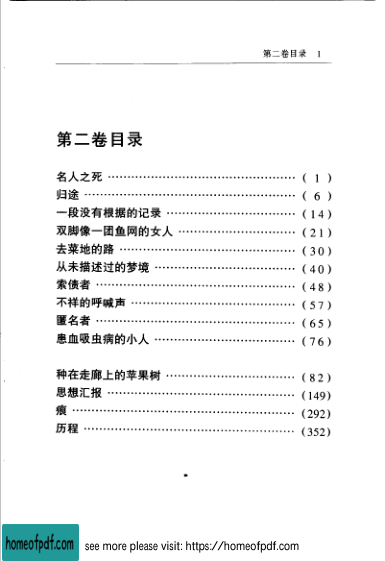 第二卷目录 1
第二卷目录
名人之死 ……………………………………… ( 1 )
归途 ……………………………………… ( 6 )
一段没有根据的记录 ……………………………………… (14)
双脚像一团鱼网的女人 ……………………………………… (21)
去菜地的路 ……………………………………… (30)
从未描述过的梦境 ……………………………………… (40)
索债者 ……………………………………… (48)
不祥的呼喊声 ……………………………………… (57)
匿名者 ……………………………………… (65)
患血吸虫病的小人 ……………………………………… (76)
种在走廊上的苹果树 ……………………………………… (82)
思想汇报 ……………………………………… (149)
痕 ……………………………………… (292)
历程 ……………………………………… (352)
homeofpdf.com see more please visit: https://homeofpdf.com